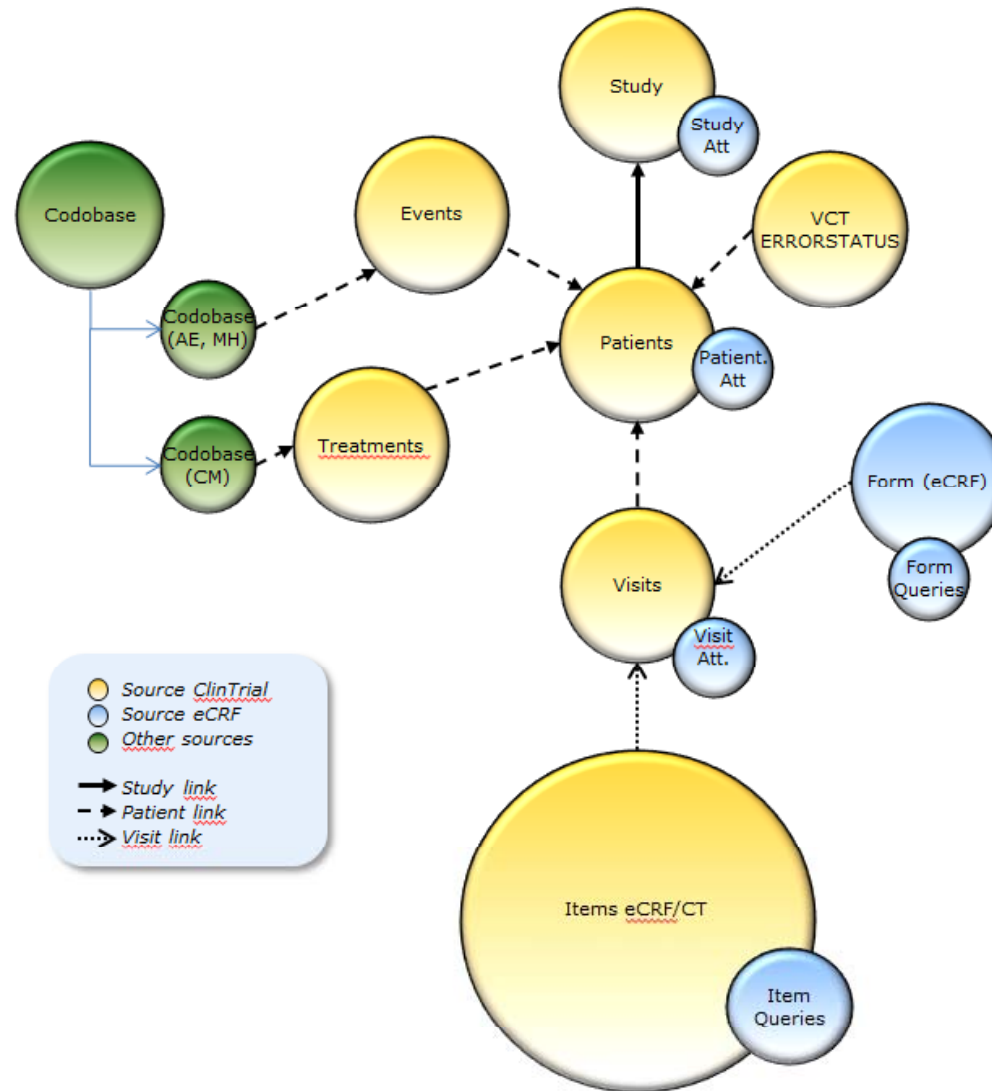 Study
Study
Att
Codobase
Events
VCT
ERRORSTATUS
Codobase
(AE, MH)
Patients
Patient.
Att
Treatments
Codobase
(CM)
Form (eCRF)
Form
Queries
Visits
Visit
Att.
Source ClinTrial
Source eCRF
Other sources
Study link
Patient link
Visit link
Items eCRF/CT
Item
Queries